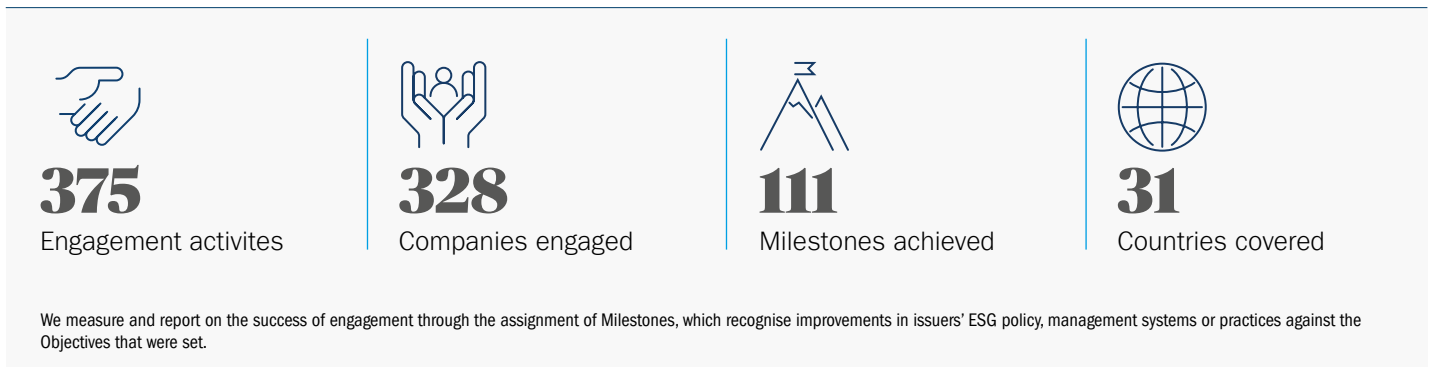 375
Engagement activites
328
Companies engaged
111
Milestones achieved
31
Countries covered
We measure and report on the success of engagement through the assignment of Milestones, which recognise improvements in issuers' ESG policy, management systems or practices against the
Objectives that were set.